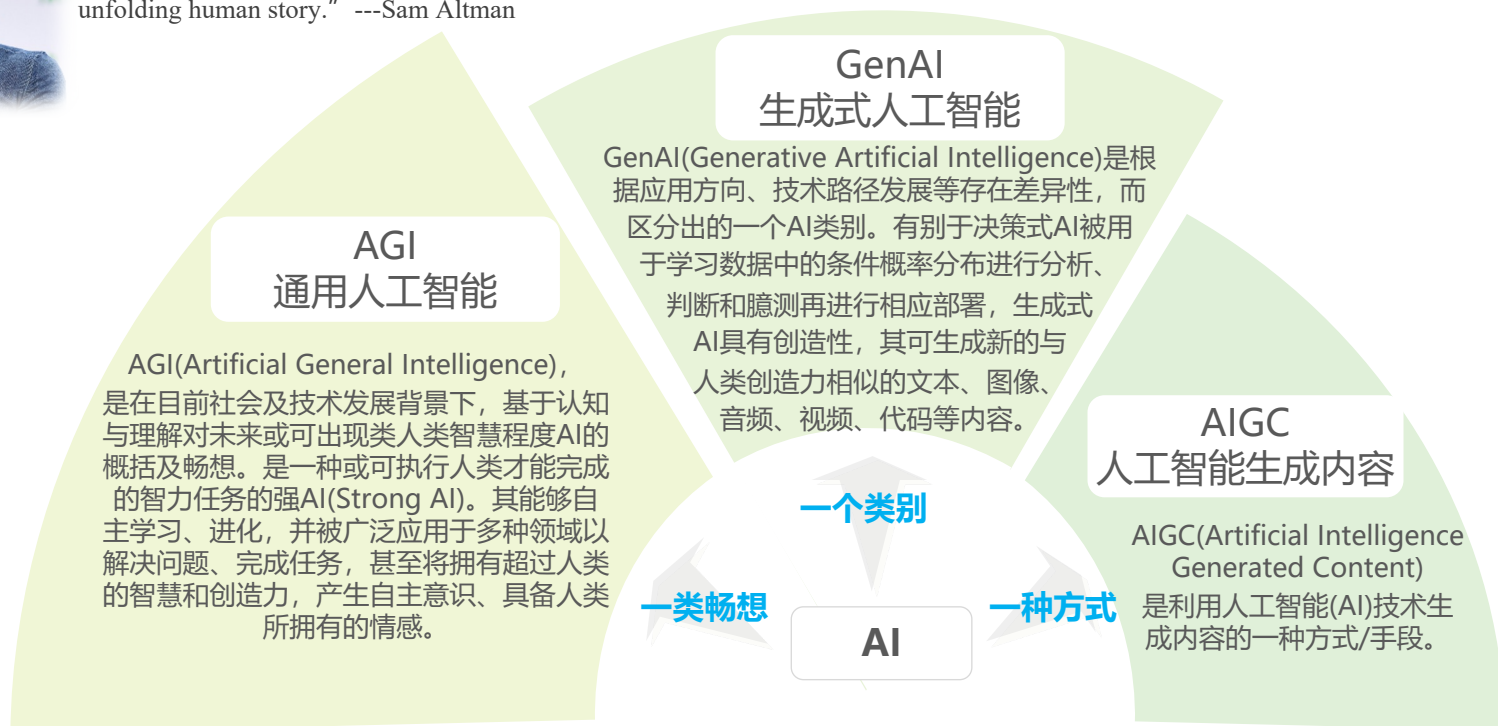 unfolding human story.” ---Sam Altman
GenAI
生成式人工智能
GenAI(Generative Artificial Intelligence)是根
据应用方向、技术路径发展等存在差异性，而
区分出的一个AI类别。有别于决策式AI被用
于学习数据中的条件概率分布进行分析、
判断和臆测再进行相应部署，生成式
AI具有创造性，其可生成新的与
人类创造力相似的文本、图像、
音频、视频、代码等内容。
AGI
通用人工智能
AGI(Artificial General Intelligence)，
是在目前社会及技术发展背景下，基于认知
与理解对未来或可出现类人类智慧程度AI的
概括及畅想。是一种或可执行人类才能完成
的智力任务的强AI(Strong AI)。其能够自
主学习、进化，并被广泛应用于多种领域以
解决问题、完成任务，甚至将拥有超过人类
的智慧和创造力，产生自主意识、具备人类
所拥有的情感。
AIGC
人工智能生成内容
AIGC(Artificial Intelligence
Generated Content)
是利用人工智能(AI)技术生
成内容的一种方式/手段。
一个类别
一类畅想
一种方式
AI